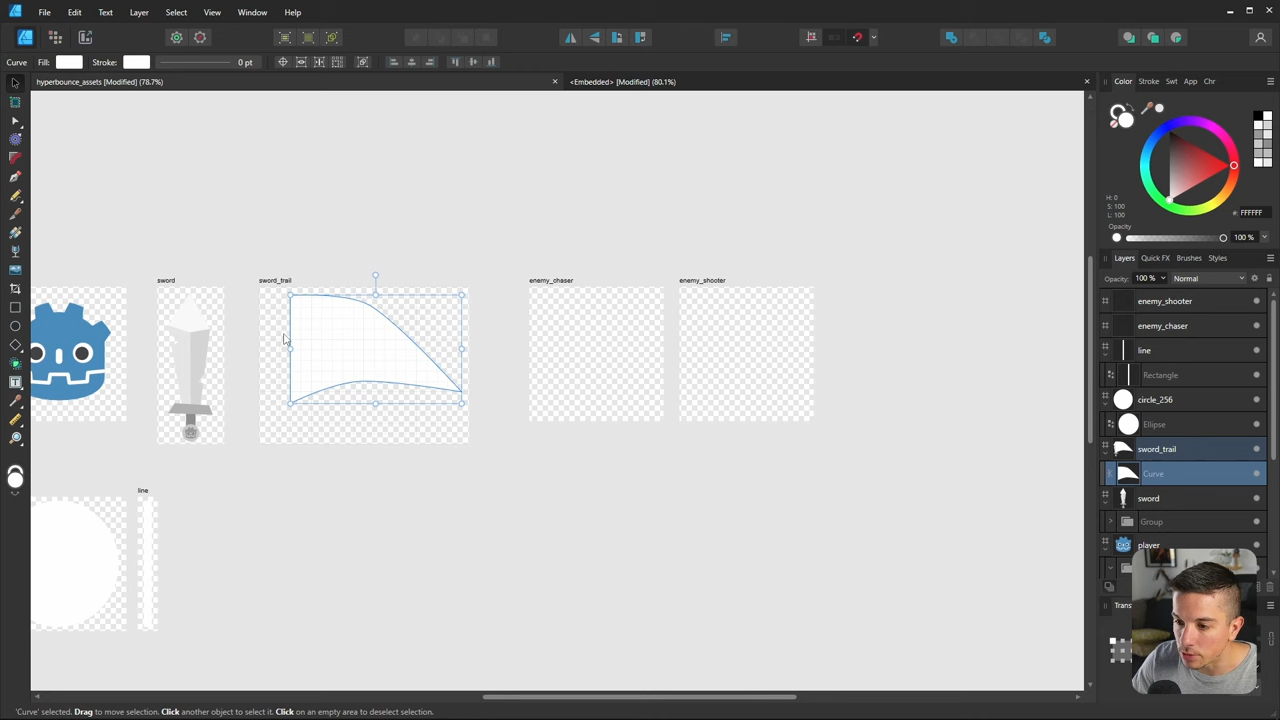 File Edit Text Layer Select View Window Help
Curve Fill: Stroke: 0 pt
hyperbounce_assets [Modified] (78.7%)
<Embedded> [Modified] (80.1%)
sword
sword_trail
enemy_chaser
enemy_shooter
line
Color Stroke Swt App Chr
H: 0
S: 100
L: 100
#: FFFFFF
Opacity
100 %
Layers Quick FX Brushes Styles
Opacity: 100 % Normal
enemy_shooter
enemy_chaser
line
Rectangle
circle_256
Ellipse
sword_trail
Curve
sword
Group
player
Trans
'Curve' selected. Drag to move selection. Click another object to select it. Click on an empty area to deselect selection.